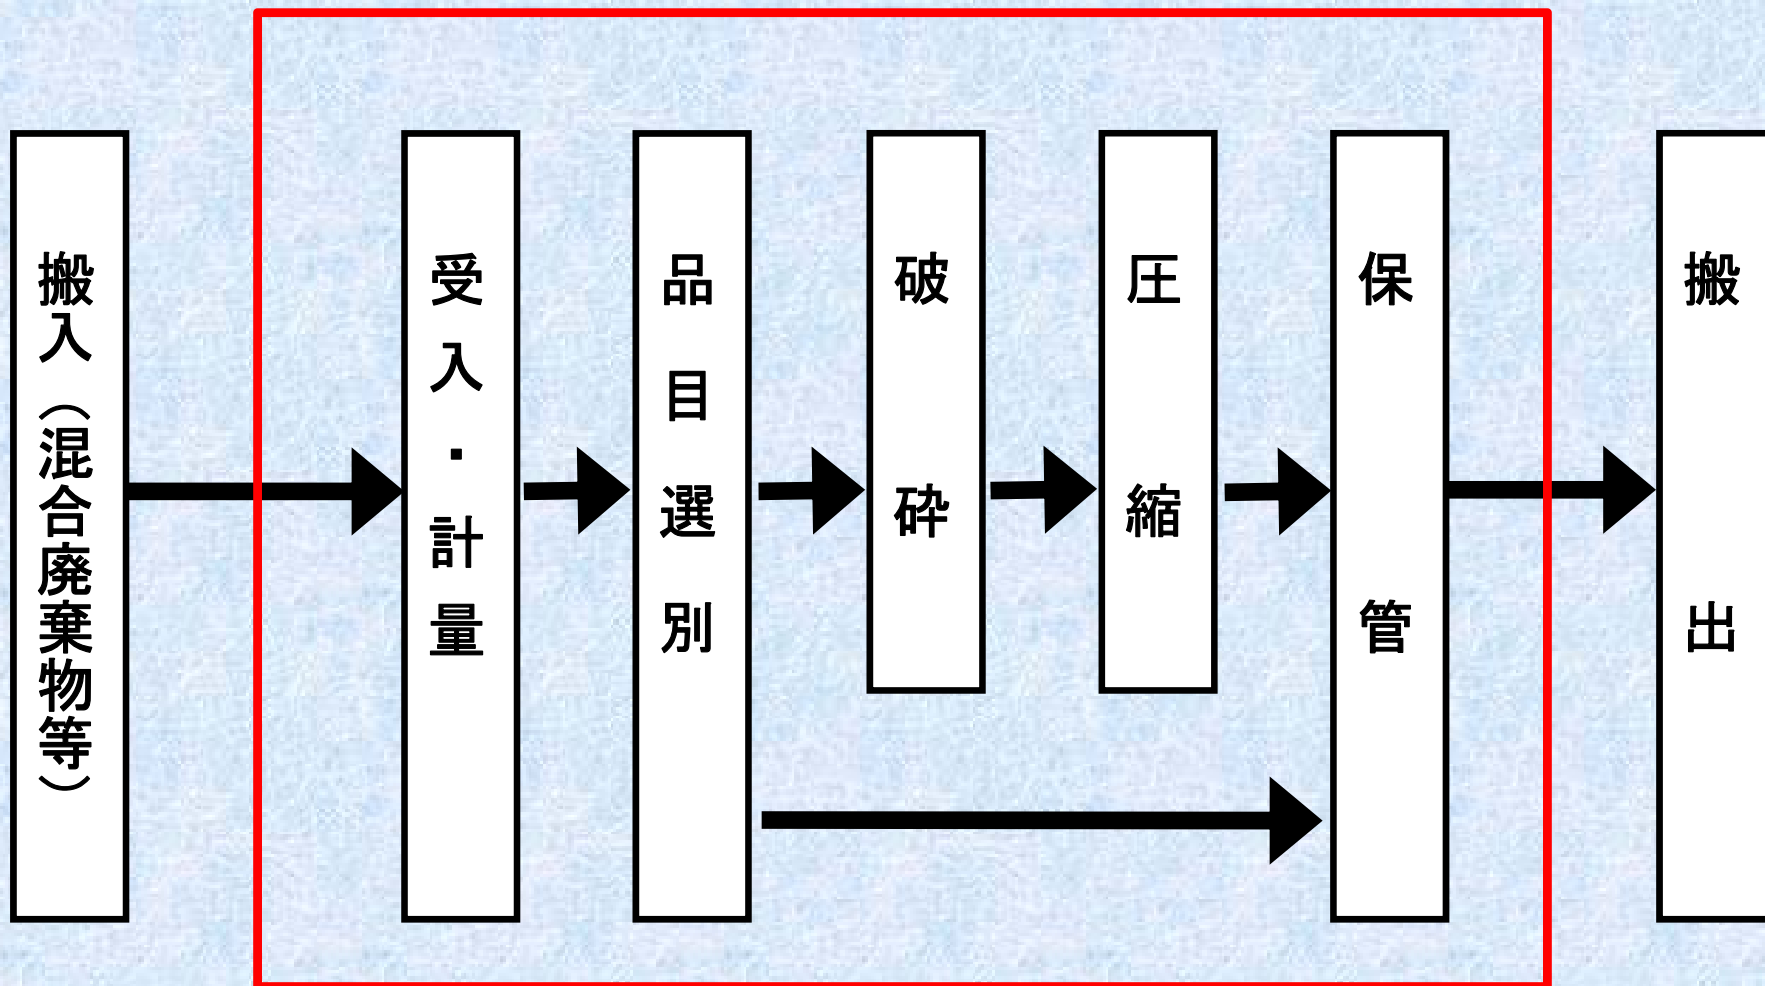 搬入（混合廃棄物等）
受入・計量
品目選別
破砕
圧縮
保管
搬出